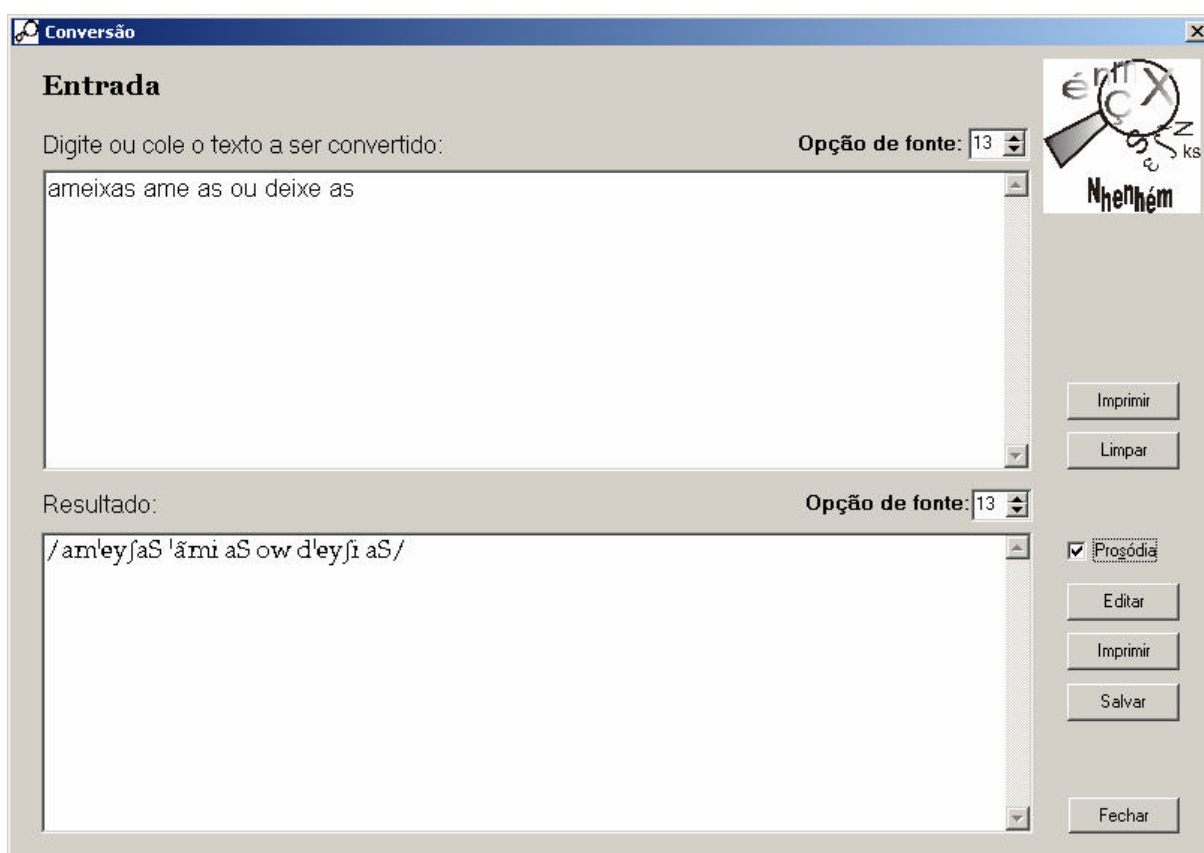 Conversão
Entrada
Digite ou cole o texto a ser convertido:
Opção de fonte: 13
ameixas ame as ou deixe as
Nhenhém
Imprimir
Limpar
Resultado:
Opção de fonte: 13
/amˈeyʃaS ˈãmi aS ow dˈeyʃi aS/
Prosódia
Editar
Imprimir
Salvar
Fechar